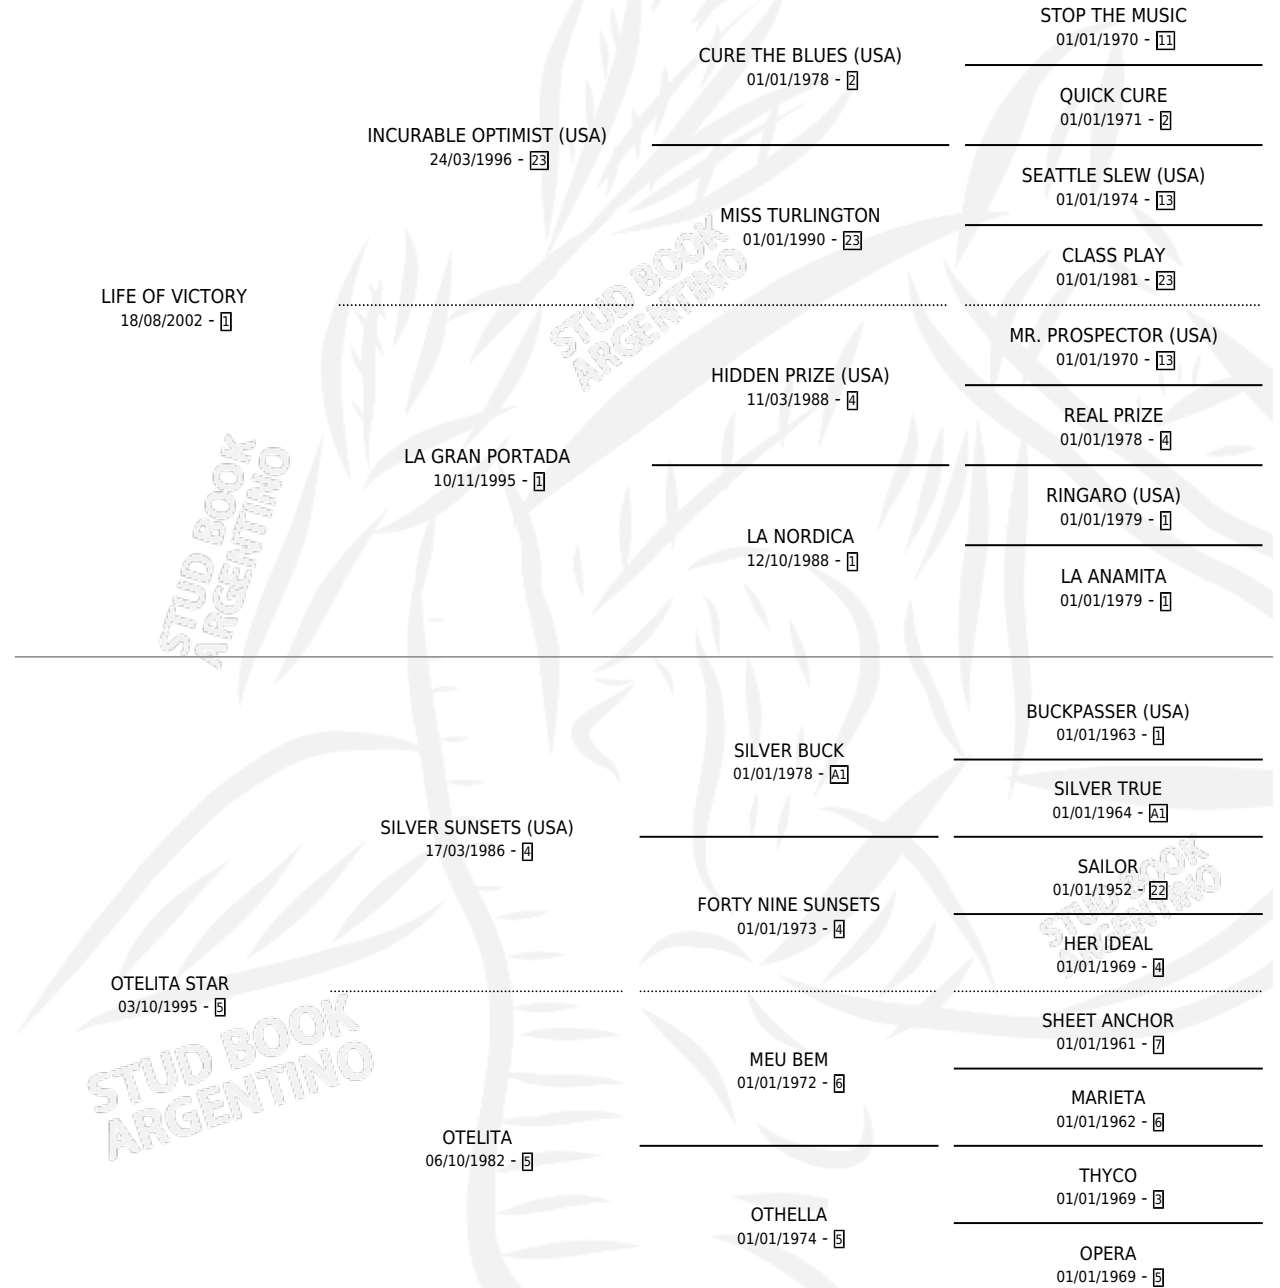 STOP THE MUSIC
01/01/1970 - 11
CURE THE BLUES (USA)
01/01/1978 - 2
QUICK CURE
01/01/1971 - 2
INCURABLE OPTIMIST (USA)
24/03/1996 - 23
SEATTLE SLEW (USA)
01/01/1974 - 13
MISS TURLINGTON
01/01/1990 - 23
CLASS PLAY
01/01/1981 - 23
LIFE OF VICTORY
18/08/2002 - 1
MR. PROSPECTOR (USA)
01/01/1970 - 13
HIDDEN PRIZE (USA)
11/03/1988 - 4
REAL PRIZE
01/01/1978 - 4
LA GRAN PORTADA
10/11/1995 - 1
RINGARO (USA)
01/01/1979 - 1
LA NORDICA
12/10/1988 - 1
LA ANAMITA
01/01/1979 - 1
BUCKPASSER (USA)
01/01/1963 - 1
SILVER BUCK
01/01/1978 - A1
SILVER TRUE
01/01/1964 - A1
SILVER SUNSETS (USA)
17/03/1986 - 4
SAILOR
01/01/1952 - 22
FORTY NINE SUNSETS
01/01/1973 - 4
HER IDEAL
01/01/1969 - 4
OTELITA STAR
03/10/1995 - 5
SHEET ANCHOR
01/01/1961 - 7
MEU BEM
01/01/1972 - 6
MARIETA
01/01/1962 - 6
OTELITA
06/10/1982 - 5
THYCO
01/01/1969 - 3
OTHELLA
01/01/1974 - 5
OPERA
01/01/1969 - 5
STUD BOOK
ARGENTINO
STUD BOOK
ARGENTINO
STUD BOOK
ARGENTINO
STUD BOOK
ARGENTINO